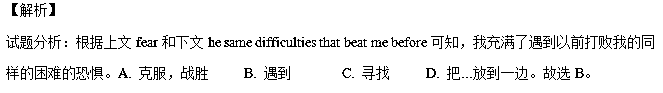 【解析】
试题分析：根据上文 fear 和下文 he same difficulties that beat me before 可知，我充满了遇到以前打败我的同
样的困难的恐惧。A. 克服，战胜 B. 遇到 C. 寻找 D. 把...放到一边。故选 B。